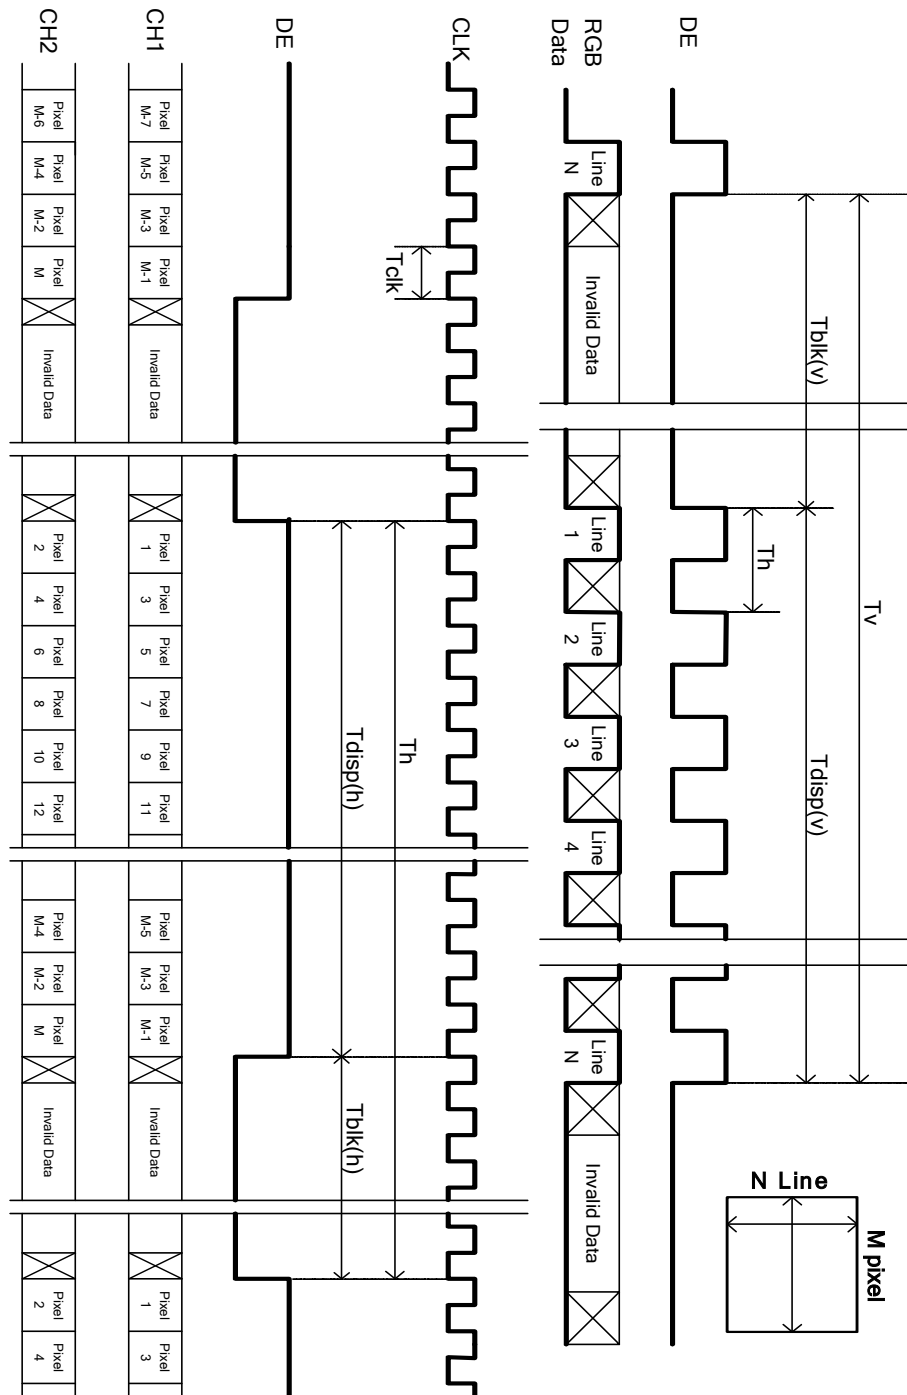 Tv
Tblk(v)
Tdisp(v)
Th
DE
RGB
Data
Line
N
Invalid Data
Line
1
Line
2
Line
3
Line
4
Line
N
Invalid Data
N Line
M pixel
CLK
Tclk
Th
Tdisp(h)
Tblk(h)
DE
CH1
Pixel
M-7
Pixel
M-5
Pixel
M-3
Pixel
M-1
Invalid Data
Pixel
1
Pixel
3
Pixel
5
Pixel
7
Pixel
9
Pixel
11
Pixel
M-5
Pixel
M-3
Pixel
M-1
Invalid Data
Pixel
1
Pixel
3
CH2
Pixel
M-6
Pixel
M-4
Pixel
M-2
Pixel
M
Invalid Data
Pixel
2
Pixel
4
Pixel
6
Pixel
8
Pixel
10
Pixel
12
Pixel
M-4
Pixel
M-2
Pixel
M
Invalid Data
Pixel
2
Pixel
4